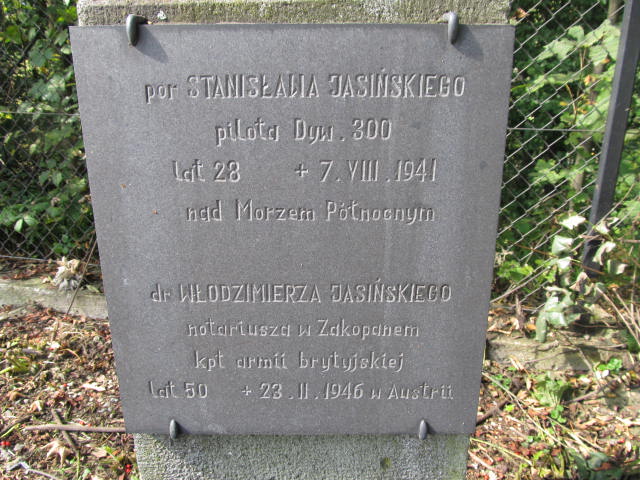 por STANISŁAWA JASIŃSKIEGO
pilota Dyw. 300
lat 28 + 7. VIII .1941
nąd Morzem Północnym
dr WŁODZIMIERZA JASIŃSKIEGO
notariusza w Zakopanem
kpt armii brytyjskiej
lat 50 + 23. II. 1946 w Austrii